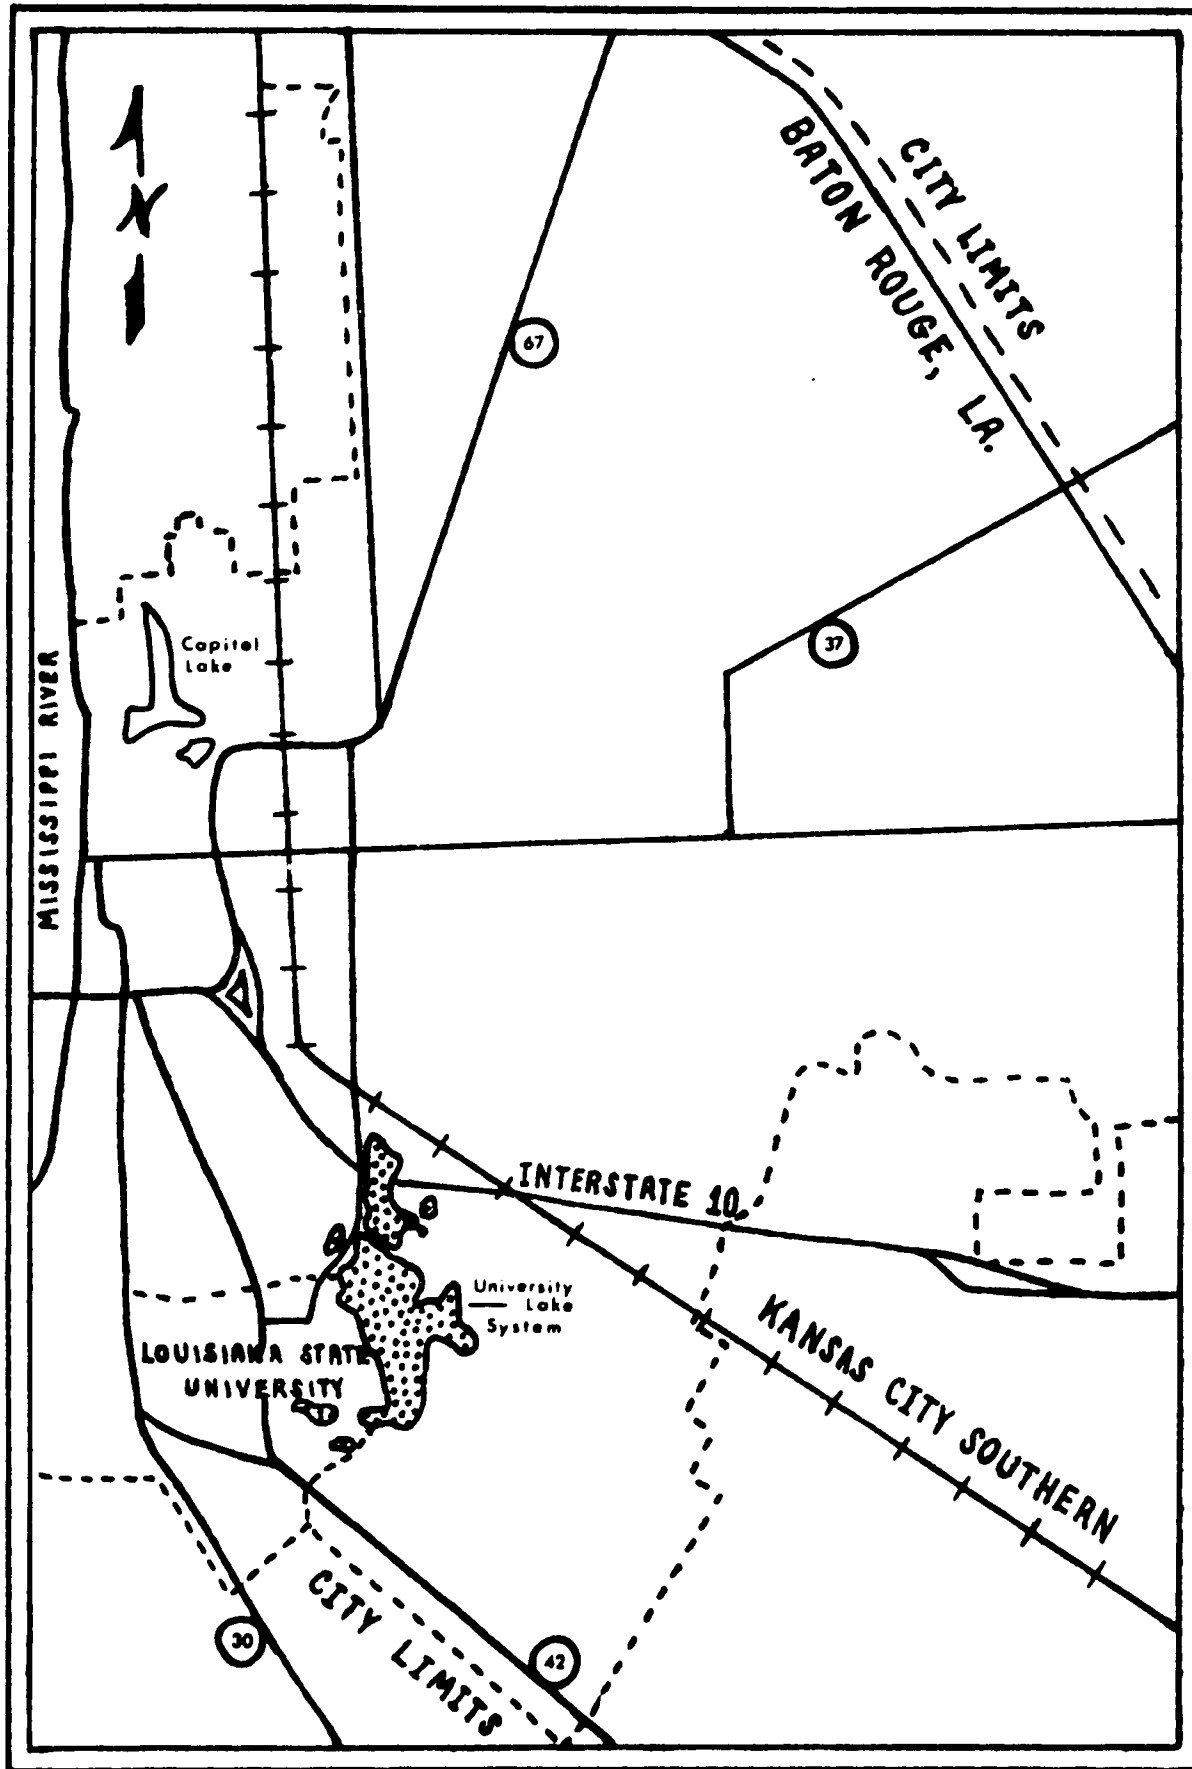 N
CITY LIMITS
BATON ROUGE, LA.
67
37
Capitol
Lake
MISSISSIPPI RIVER
INTERSTATE 10
University
Lake
System
KANSAS CITY SOUTHERN
LOUISIANA STATE
UNIVERSITY
CITY LIMITS
30
42